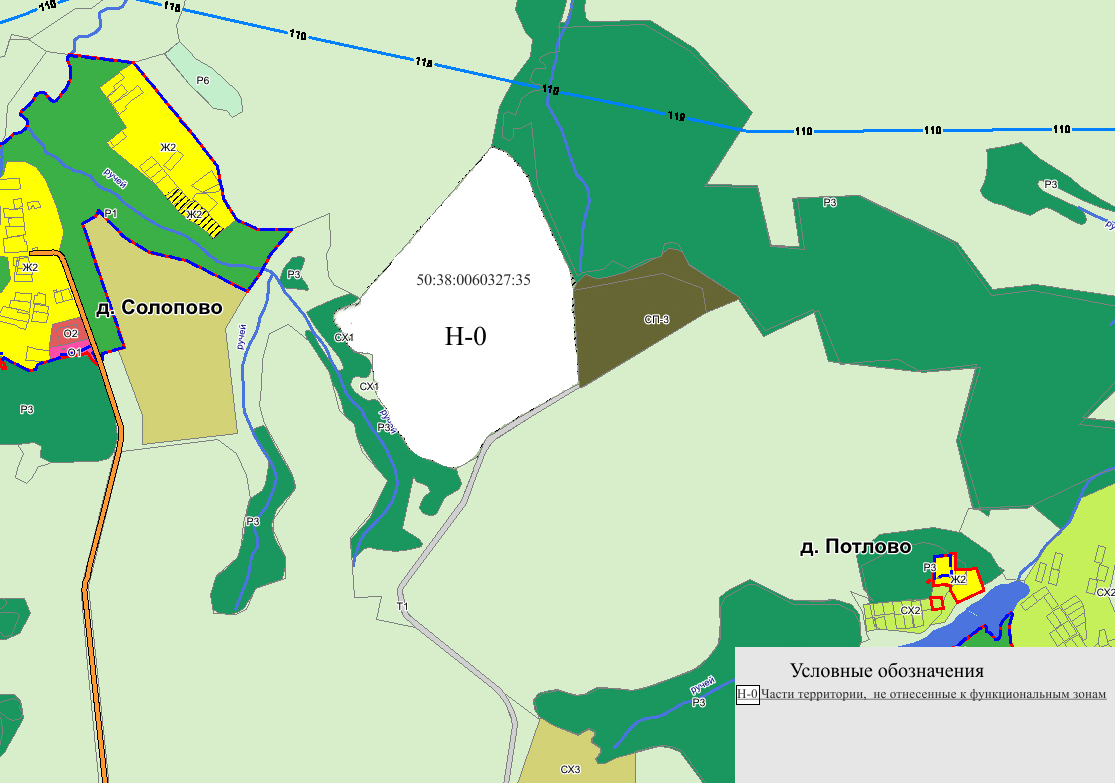 110
110
110
118
110
110
110
110
110
Р6
Ж2
ручей
Ж2
Р1
Р3
Р3
ру
Ж2
Р3
50:38:0060327:35
д. Солопово
СП-3
О2
О1
ручей
СХ1
Н-0
СХ1
Р3
ручей
Р3
Р3
д. Потлово
Р3
Ж2
СХ2
СХ2
Т1
ручей
Р3
СХ3
Условные обозначения
Н-0 Части территории, не отнесенные к функциональным зонам